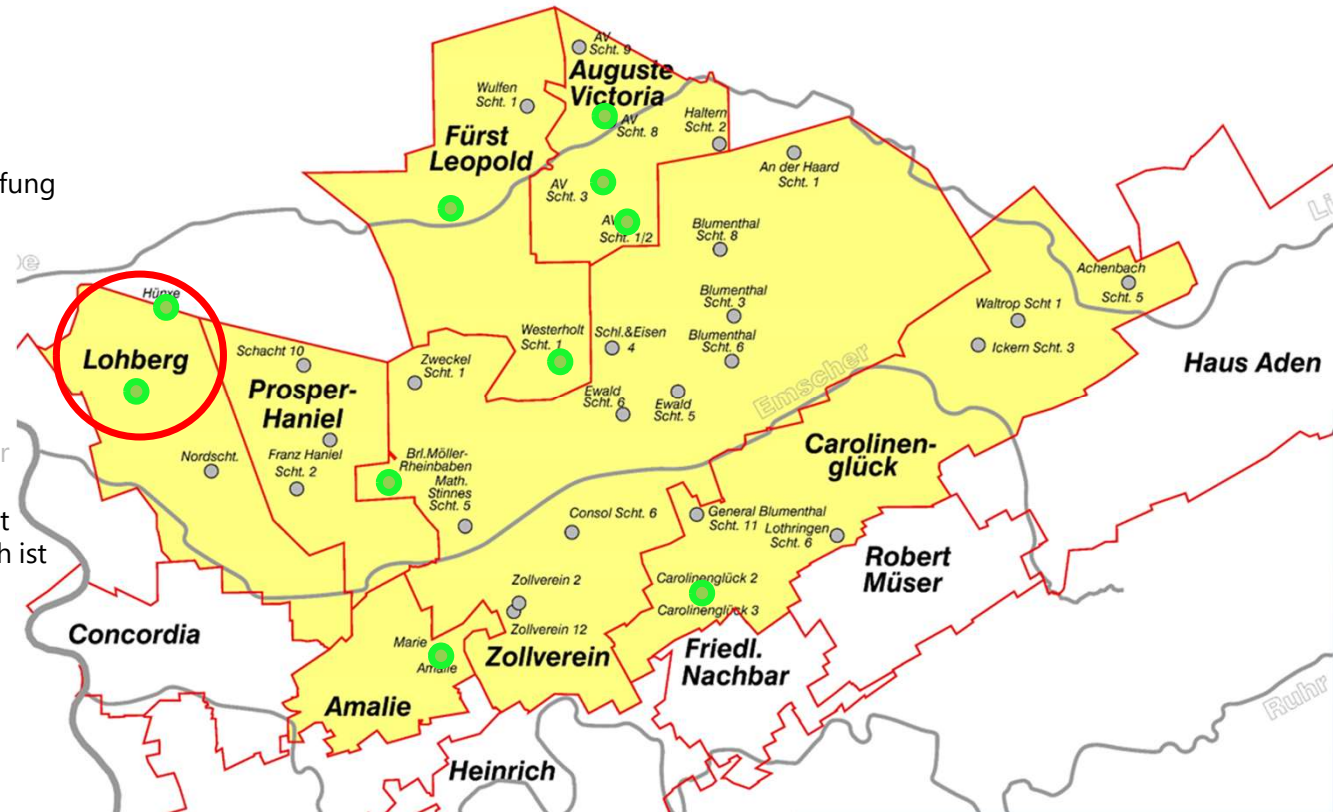 AV
Scht. 9
Auguste
Victoria
Wulfen
Scht. 1
AV
Scht. 8
Haltern
Scht. 2
Fürst
Leopold
An der Haard
Scht. 1
fung
AV
Scht. 3
AV
Scht. 1/2
Blumenthal
Scht. 8
Achenbach
Scht. 5
Hünxe
Blumenthal
Scht. 3
Waltrop Scht 1
Ickern Scht. 3
Westerholt
Scht. 1
Schl.&Eisen
4
Blumenthal
Scht. 6
Lohberg
Schacht 10
Zweckel
Scht. 1
Haus Aden
Prosper-
Haniel
Ewald
Scht. 6
Ewald
Scht. 5
Emscher
Carolinen-
glück
Nordscht.
Franz Haniel
Scht. 2
Brl.Möller-
Rheinbaben
Math.
Stinnes
Scht. 5
r
t
h ist
Consol Scht. 6
General Blumenthal
Scht. 11
Lothringen
Scht. 6
Robert
Müser
Zollverein 2
Zollverein 12
Carolinenglück 2
Carolinenglück 3
Concordia
Marie
Amalie
Zollverein
Friedl.
Nachbar
Amalie
Ruhr
Heinrich